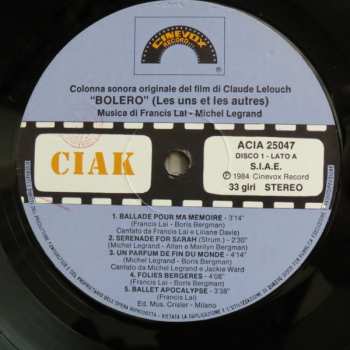 CINEVOX
RECORD
Colonna sonora originale del film di Claude Lelouch
"BOLERO" (Les uns et les autres)
Musica di Francis Lai - Michel Legrand
CIAK
ACIA 25047
DISCO 1 - LATO A
S.I.A.E.
℗ 1984 Cinevox Record
33 giri STEREO
1. BALLADE POUR MA MEMOIRE - 3'14"
(Francis Lai - Boris Bergman)
Cantato da Francis Lai e Liliane Davis)
2. SERENADE FOR SARAH (Strum.) - 2'30"
(Michel Legrand - Allan e Marilyn Bergman)
3. UN PARFUM DE FIN DU MONDE - 4'14"
(Michel Legrand - Boris Bergman)
Cantato da Michel Legrand e Jackie Ward
4. FOLIES BERGERES - 4'08"
(Francis Lai - Boris Bergman)
5. BALLET APOCALYPSE - 3'38"
(Francis Lai)
Ed. Mus. Crisler - Milano